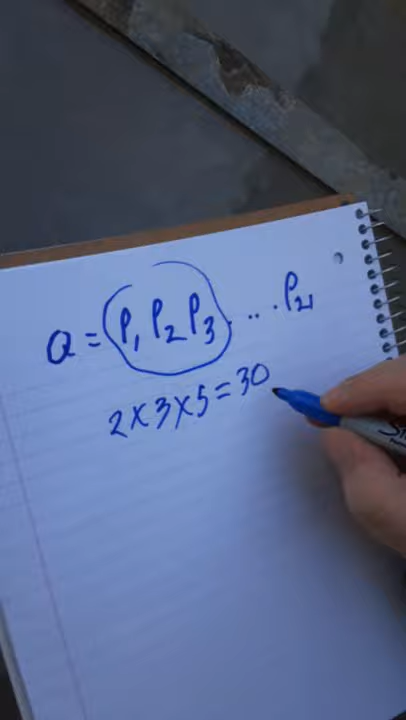 Q = P₁ P₂ P₃ . . . . P₂₁
2 X 3 X 5 = 30